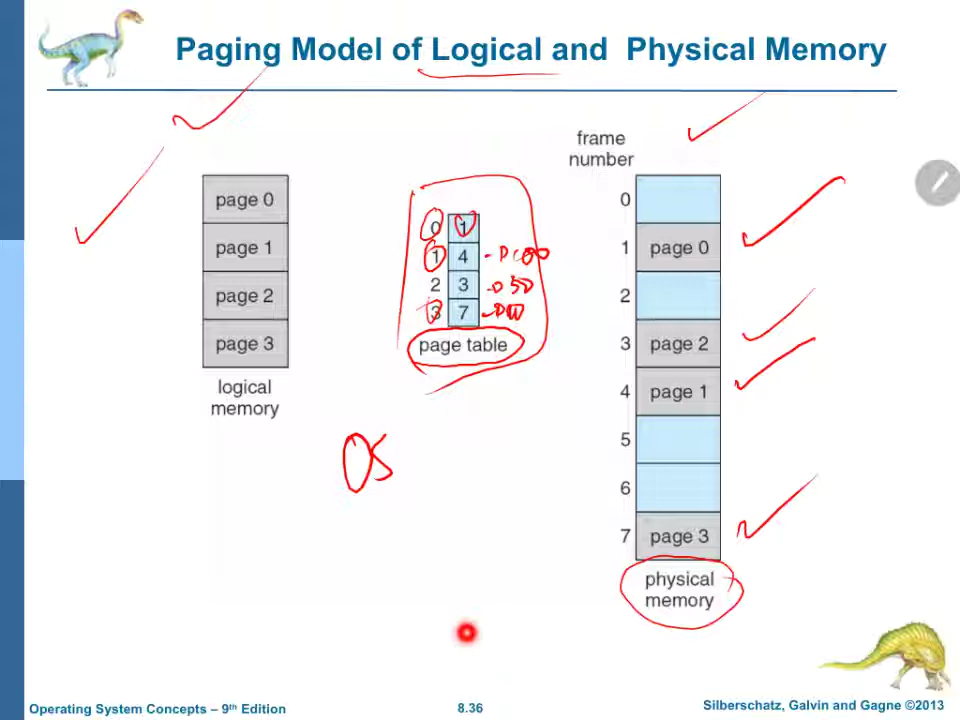 Paging Model of Logical and Physical Memory
frame
number
page 0
page 1
page 2
page 3
logical
memory
0 1
1 4
2 3
3 7
page table
OS
0
1 page 0
2
3 page 2
4 page 1
5
6
7 page 3
physical
memory
Operating System Concepts – 9th Edition
8.36
Silberschatz, Galvin and Gagne ©2013